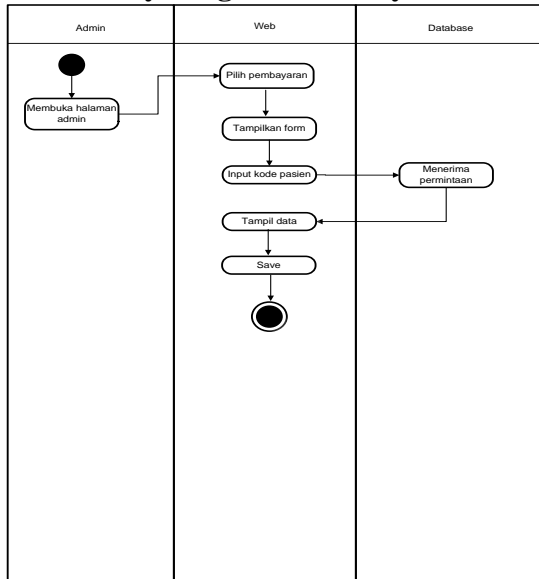 Admin
Web
Database
Membuka halaman
admin
Pilih pembayaran
Tampilkan form
Input kode pasien
Menerima
permintaan
Tampil data
Save